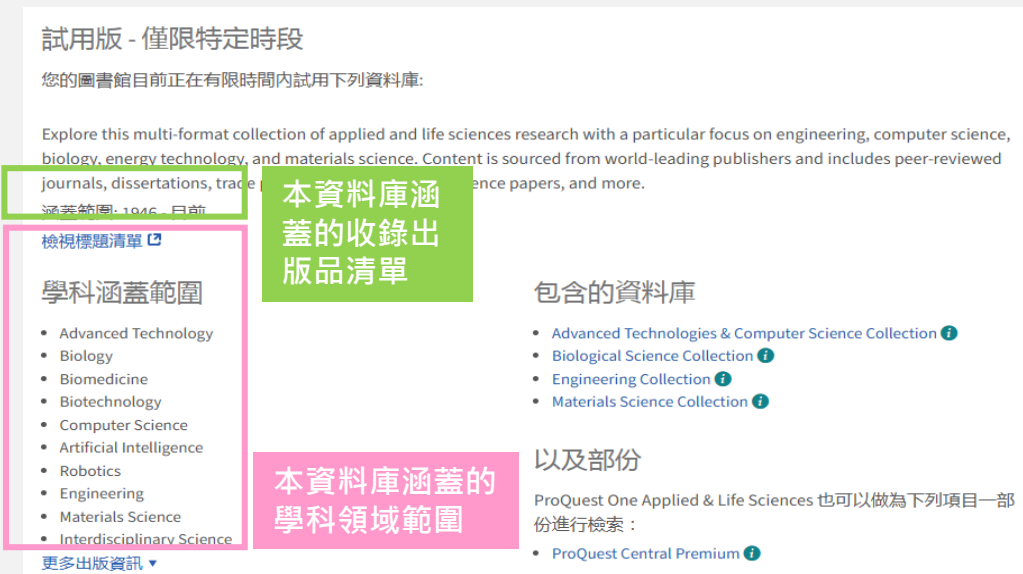 試用版 - 僅限特定時段
您的圖書館目前正在有限時間內試用下列資料庫:
Explore this multi-format collection of applied and life sciences research with a particular focus on engineering, computer science,
biology, energy technology, and materials science. Content is sourced from world-leading publishers and includes peer-reviewed
journals, dissertations, trade ence papers, and more.
涵蓋範圍: 1946 - 目前
檢視標題清單
本資料庫涵
蓋的收錄出
版品清單
學科涵蓋範圍
Advanced Technology
Biology
Biomedicine
Biotechnology
Computer Science
Artificial Intelligence
Robotics
Engineering
Materials Science
Interdisciplinary Science
更多出版資訊
本資料庫涵蓋的
學科領域範圍
包含的資料庫
Advanced Technologies & Computer Science Collection
Biological Science Collection
Engineering Collection
Materials Science Collection
以及部份
ProQuest One Applied & Life Sciences 也可以做為下列項目一部
份進行檢索：
ProQuest Central Premium